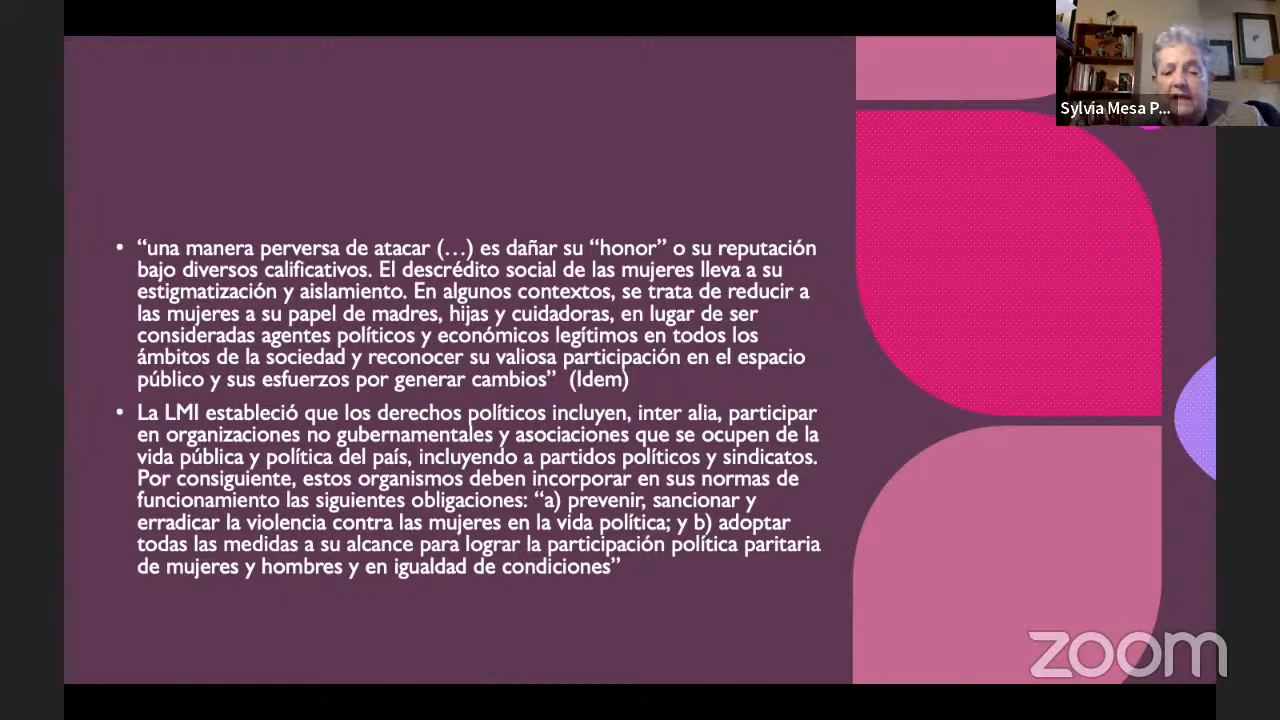 Sylvia Mesa P...
• “una manera perversa de atacar (…) es dañar su “honor” o su reputación
bajo diversos calificativos. El descrédito social de las mujeres lleva a su
estigmatización y aislamiento. En algunos contextos, se trata de reducir a
las mujeres a su papel de madres, hijas y cuidadoras, en lugar de ser
consideradas agentes políticos y económicos legítimos en todos los
ámbitos de la sociedad y reconocer su valiosa participación en el espacio
público y sus esfuerzos por generar cambios” (Idem)
• La LMI estableció que los derechos políticos incluyen, inter alia, participar
en organizaciones no gubernamentales y asociaciones que se ocupen de la
vida pública y política del país, incluyendo a partidos políticos y sindicatos.
Por consiguiente, estos organismos deben incorporar en sus normas de
funcionamiento las siguientes obligaciones: “a) prevenir, sancionar y
erradicar la violencia contra las mujeres en la vida política; y b) adoptar
todas las medidas a su alcance para lograr la participación política paritaria
de mujeres y hombres y en igualdad de condiciones”
zoom